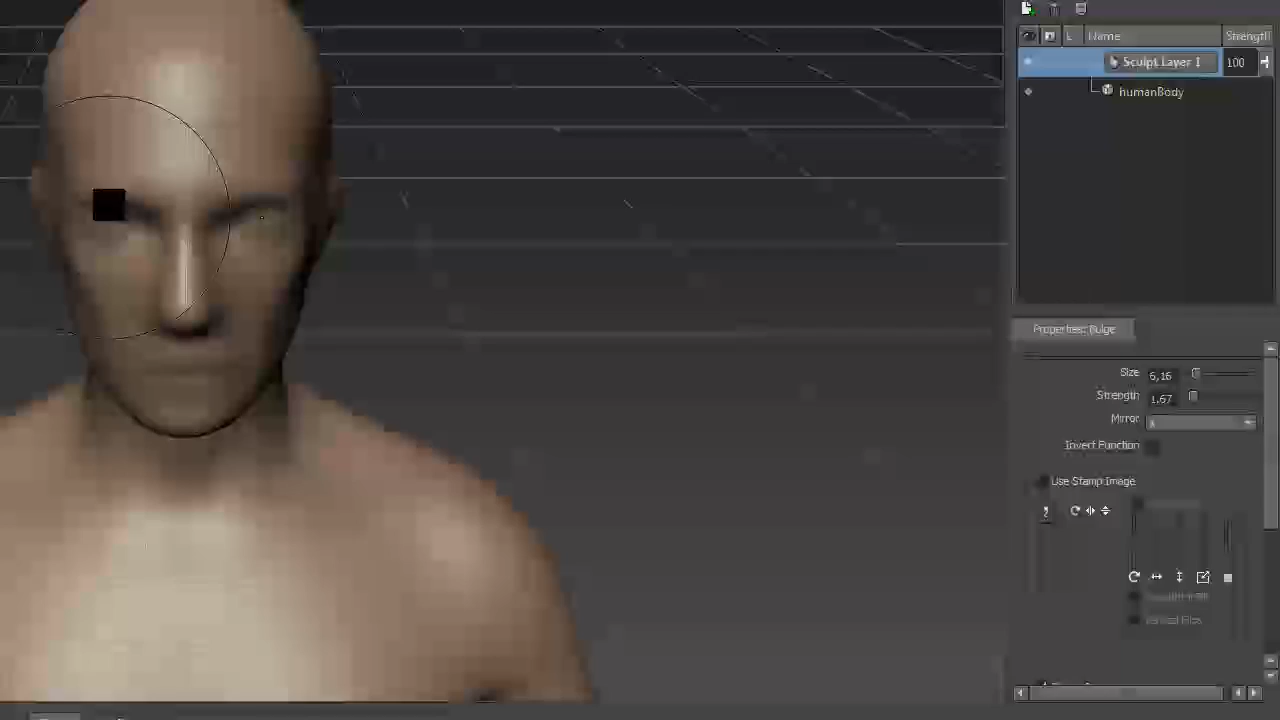 L Name Strength
Sculpt Layer 1 100
humanBody
Properties: Bulge
Size 6,16
Strength 1.67
Mirror x
Invert Function
Use Stamp Image